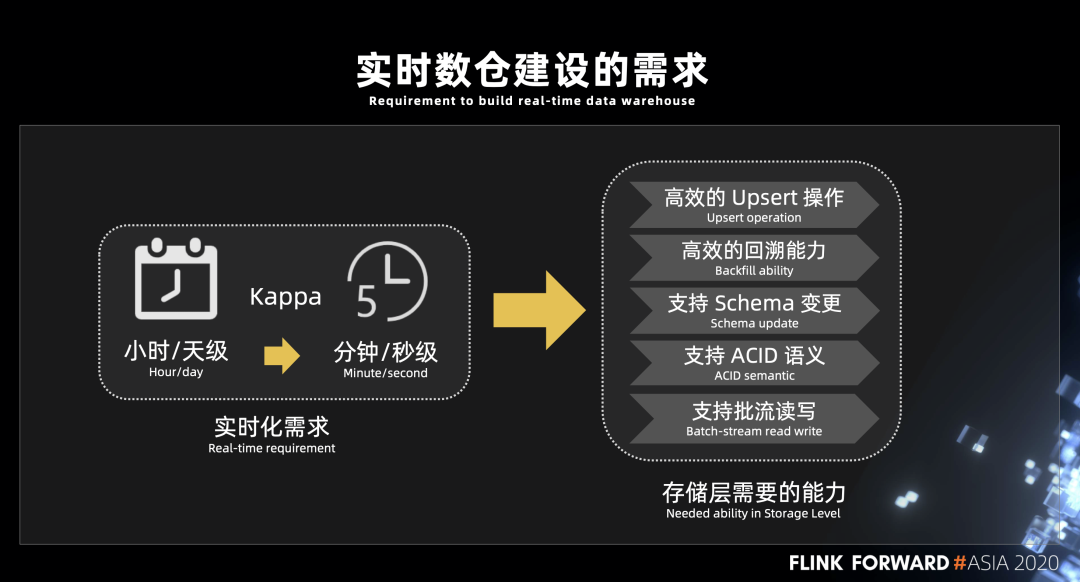 实时数仓建设的需求
Requirement to build real-time data warehouse
Kappa
5
小时/天级
Hour/day
分钟/秒级
Minute/second
实时化需求
Real-time requirement
高效的 Upsert 操作
Upsert operation
高效的回溯能力
Backfill ability
支持 Schema 变更
Schema update
支持 ACID 语义
ACID semantic
支持批流读写
Batch-stream read write
存储层需要的能力
Needed ability in Storage Level
FLINK FORWARD #ASIA 2020